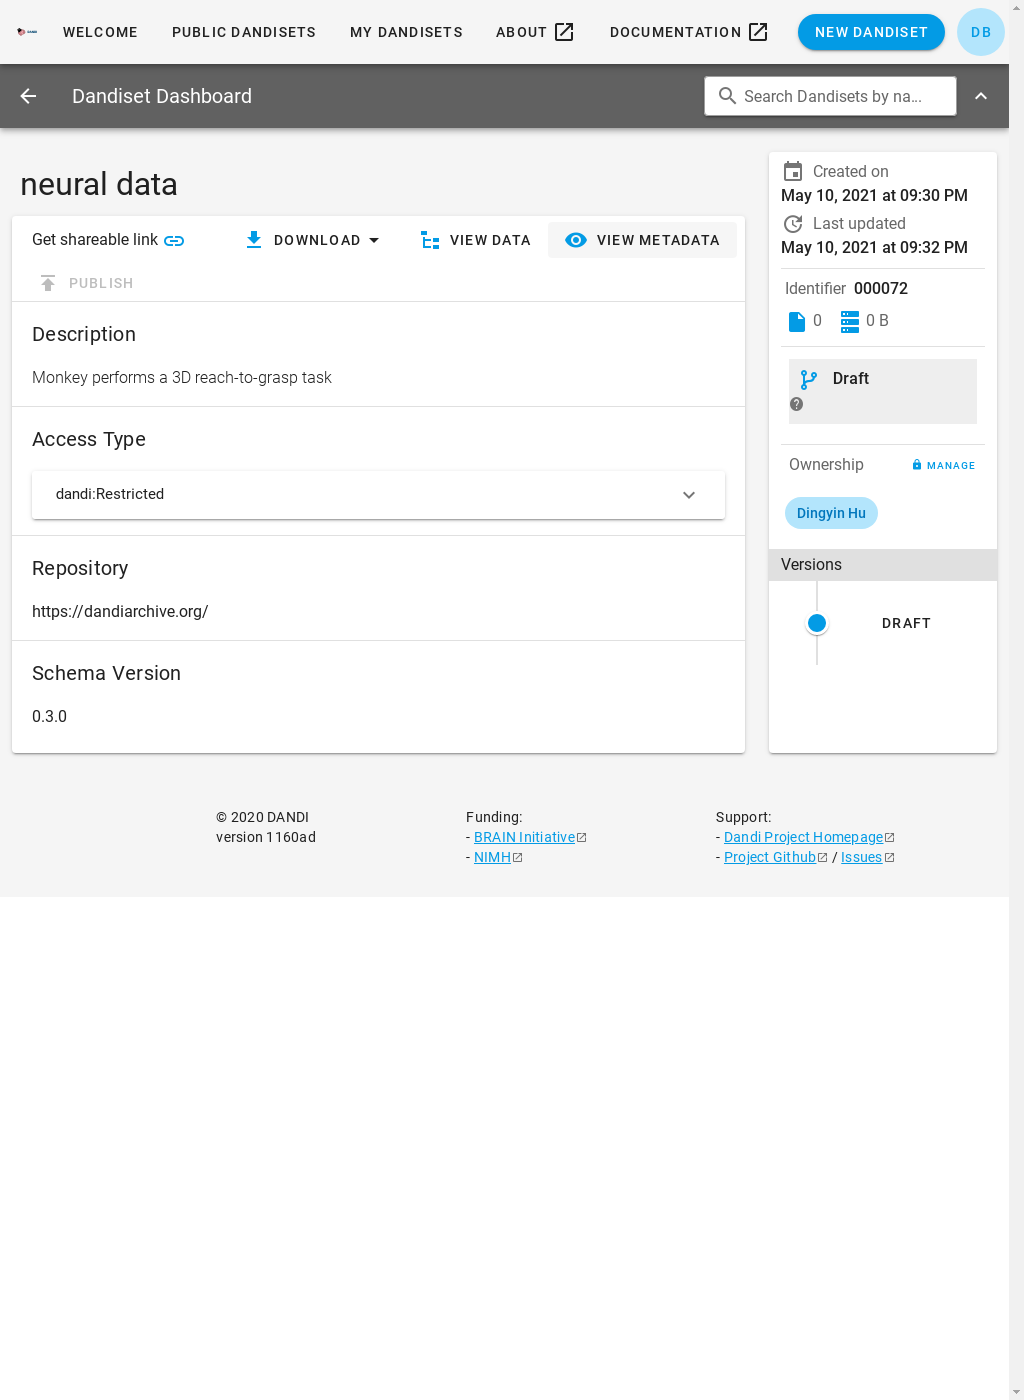 WELCOME
PUBLIC DANDISETS
MY DANDISETS
ABOUT
DOCUMENTATION
NEW DANDISET
DB
Dandiset Dashboard
Search Dandisets by na...
neural data
Get shareable link
DOWNLOAD
VIEW DATA
VIEW METADATA
PUBLISH
Description
Monkey performs a 3D reach-to-grasp task
Access Type
dandi:Restricted
Repository
https://dandiarchive.org/
Schema Version
0.3.0
Created on
May 10, 2021 at 09:30 PM
Last updated
May 10, 2021 at 09:32 PM
Identifier 000072
0 0 B
Draft
Ownership MANAGE
Dingyin Hu
Versions
DRAFT
© 2020 DANDI
version 1160ad
Funding:
- BRAIN Initiative
- NIMH
Support:
- Dandi Project Homepage
- Project Github / Issues